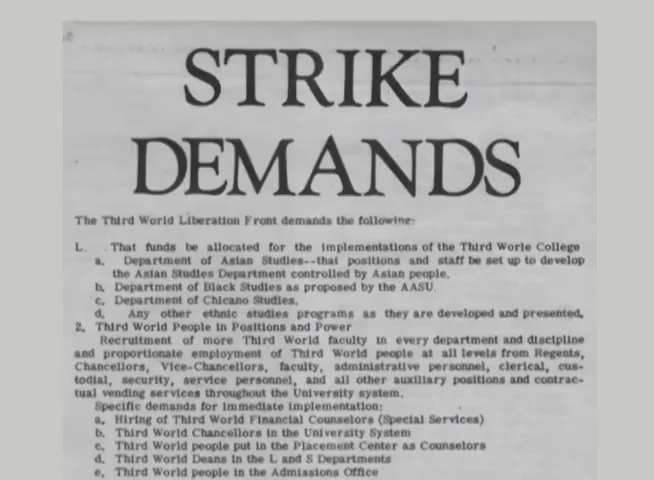 STRIKE
DEMANDS
The Third World Liberation Front demands the following:
1. That funds be allocated for the implementations of the Third Worle College
a. Department of Asian Studies--that positions and staff be set up to develop
the Asian Studies Department controlled by Asian people.
b. Department of Black Studies as proposed by the AASU.
c. Department of Chicano Studies.
d. Any other ethnic studies programs as they are developed and presented.
2. Third World People in Positions and Power
Recruitment of more Third World faculty in every department and discipline
and proportionate employment of Third World people at all levels from Regents,
Chancellors, Vice-Chancellors, faculty, administrative personnel, clerical, cus-
todial, security, service personnel, and all other auxiliary positions and contrac-
tual vending services throughout the University system.
Specific demands for immediate implementation:
a. Hiring of Third World Financial Counselors (Special Services)
b. Third World Chancellors in the University System
c. Third World people put in the Placement Center as Counselors
d. Third World Deans in the L and S Departments
e. Third World people in the Admissions Office